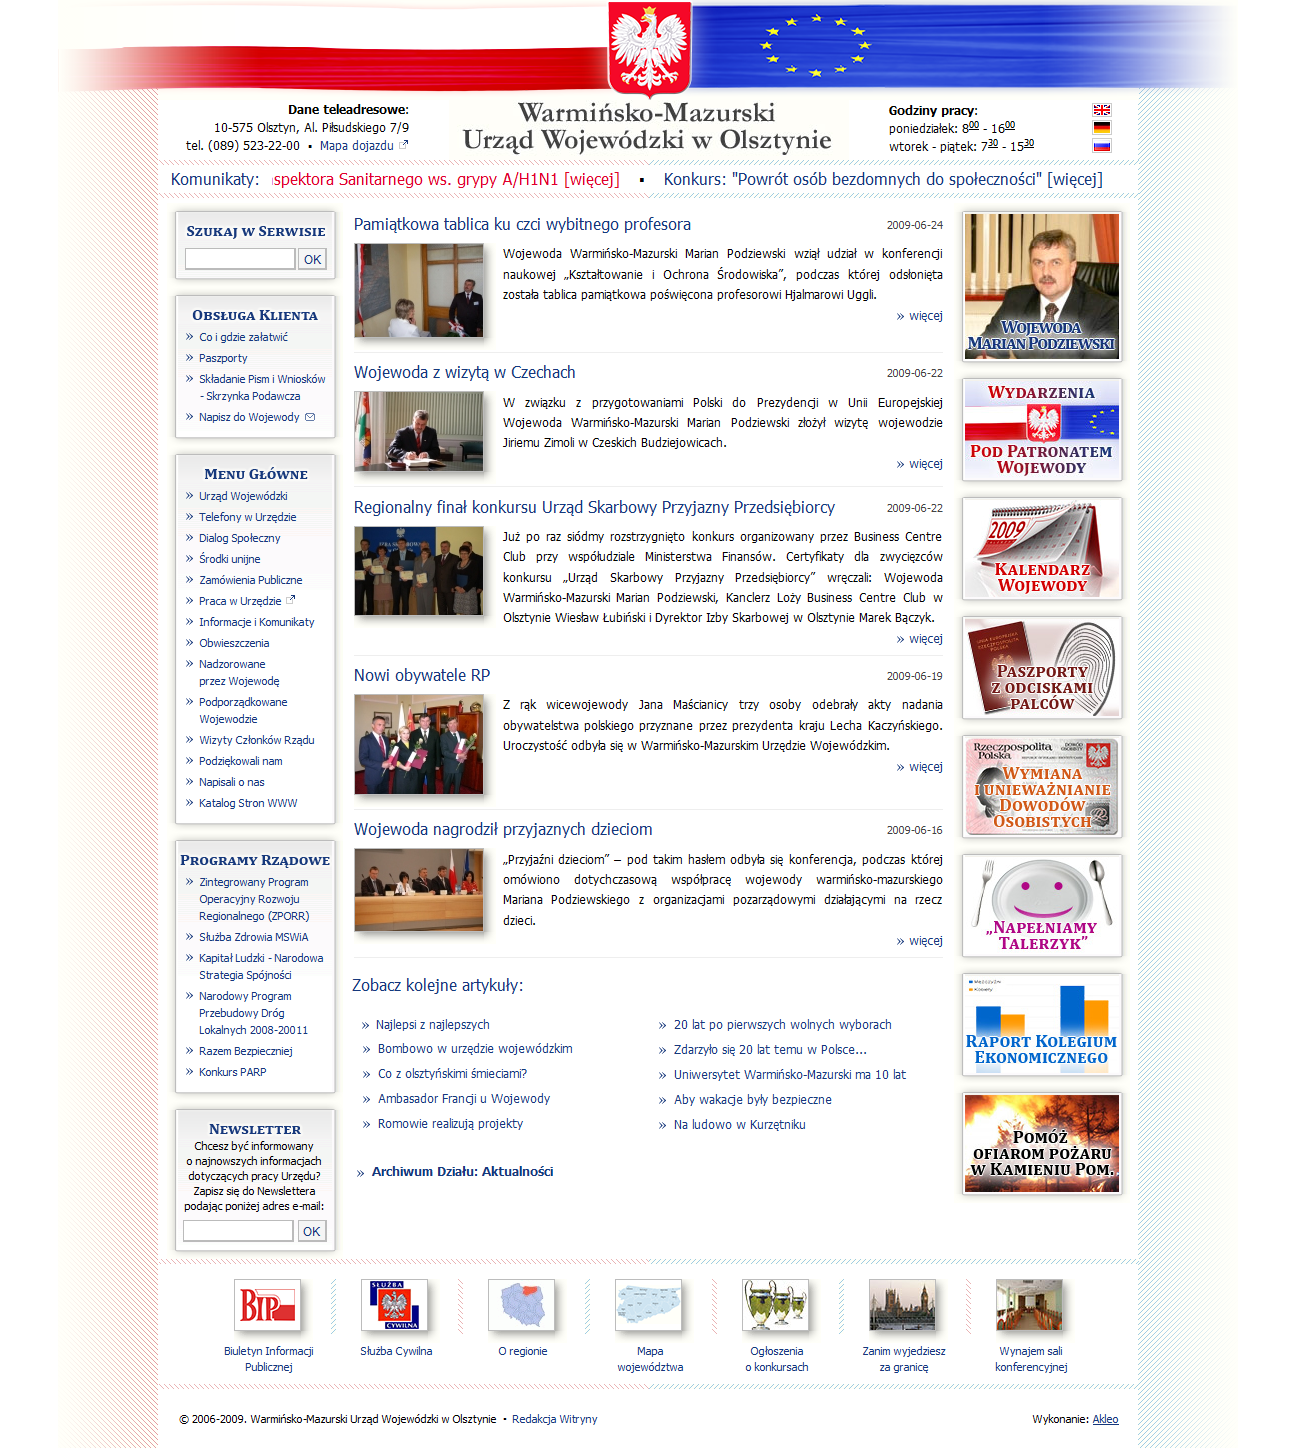 Dane teleadresowe:
10-575 Olsztyn, Al. Piłsudskiego 7/9
tel. (089) 523-22-00 • Mapa dojazdu
Warmińsko-Mazurski
Urząd Wojewódzki w Olsztynie
Godziny pracy:
poniedziałek: 8⁰⁰ - 16⁰⁰
wtorek - piątek: 7³⁰ - 15³⁰
Komunikaty: spektora Sanitarnego ws. grypy A/H1N1 [więcej] ▪ Konkurs: "Powrót osób bezdomnych do społeczności" [więcej]
Szukaj w Serwisie
OK
Obsługa Klienta
» Co i gdzie załatwić
» Paszporty
» Składanie Pism i Wniosków
- Skrzynka Podawcza
» Napisz do Wojewody
Menu Główne
» Urząd Wojewódzki
» Telefony w Urzędzie
» Dialog Społeczny
» Środki unijne
» Zamówienia Publiczne
» Praca w Urzędzie
» Informacje i Komunikaty
» Obwieszczenia
» Nadzorowane
przez Wojewodę
» Podporządkowane
Wojewodzie
» Wizyty Członków Rządu
» Podziękowali nam
» Napisali o nas
» Katalog Stron WWW
Programy Rządowe
» Zintegrowany Program
Operacyjny Rozwoju
Regionalnego (ZPORR)
» Służba Zdrowia MSWiA
» Kapitał Ludzki - Narodowa
Strategia Spójności
» Narodowy Program
Przebudowy Dróg
Lokalnych 2008-20011
» Razem Bezpieczniej
» Konkurs PARP
Newsletter
Chcesz być informowany
o najnowszych informacjach
dotyczących pracy Urzędu?
Zapisz się do Newslettera
podając poniżej adres e-mail:
OK
Pamiątkowa tablica ku czci wybitnego profesora 2009-06-24
Wojewoda Warmińsko-Mazurski Marian Podziewski wziął udział w konferencji
naukowej „Kształtowanie i Ochrona Środowiska”, podczas której odsłonięta
została tablica pamiątkowa poświęcona profesorowi Hjalmarowi Uggli.
» więcej
Wojewoda z wizytą w Czechach 2009-06-22
W związku z przygotowaniami Polski do Prezydencji w Unii Europejskiej
Wojewoda Warmińsko-Mazurski Marian Podziewski złożył wizytę wojewodzie
Jiriemu Zimoli w Czeskich Budziejowicach.
» więcej
Regionalny finał konkursu Urząd Skarbowy Przyjazny Przedsiębiorcy 2009-06-22
Już po raz siódmy rozstrzygnięto konkurs organizowany przez Business Centre
Club przy współudziale Ministerstwa Finansów. Certyfikaty dla zwycięzców
konkursu „Urząd Skarbowy Przyjazny Przedsiębiorcy” wręczali: Wojewoda
Warmińsko-Mazurski Marian Podziewski, Kanclerz Loży Business Centre Club w
Olsztynie Wiesław Łubiński i Dyrektor Izby Skarbowej w Olsztynie Marek Bączyk.
» więcej
Nowi obywatele RP 2009-06-19
Z rąk wicewojewody Jana Maścianicy trzy osoby odebrały akty nadania
obywatelstwa polskiego przyznane przez prezydenta kraju Lecha Kaczyńskiego.
Uroczystość odbyła się w Warmińsko-Mazurskim Urzędzie Wojewódzkim.
» więcej
Wojewoda nagrodził przyjaznych dzieciom 2009-06-16
„Przyjaźni dzieciom” – pod takim hasłem odbyła się konferencja, podczas której
omówiono dotychczasową współpracę wojewody warmińsko-mazurskiego
Mariana Podziewskiego z organizacjami pozarządowymi działającymi na rzecz
dzieci.
» więcej
Zobacz kolejne artykuły:
» Najlepsi z najlepszych
» Bombowo w urzędzie wojewódzkim
» Co z olsztyńskimi śmieciami?
» Ambasador Francji u Wojewody
» Romowie realizują projekty
» 20 lat po pierwszych wolnych wyborach
» Zdarzyło się 20 lat temu w Polsce...
» Uniwersytet Warmińsko-Mazurski ma 10 lat
» Aby wakacje były bezpieczne
» Na ludowo w Kurzętniku
» Archiwum Działu: Aktualności
Wojewoda
Marian Podziewski
Wydarzenia
Pod Patronatem
Wojewody
2009
Kalendarz
Wojewody
Paszporty
z odciskami
palców
Rzeczpospolita
Polska
Wymiana
i unieważnianie
Dowodów
Osobistych
„Napełniamy
Talerzyk”
Mężczyźni
Kobiety
Raport Kolegium
Ekonomicznego
Pomóż
ofiarom pożaru
w Kamieniu Pom.
BIP
SŁUŻBA
CYWILNA
Biuletyn Informacji
Publicznej
Służba Cywilna
O regionie
Mapa
województwa
Ogłoszenia
o konkursach
Zanim wyjedziesz
za granicę
Wynajem sali
konferencyjnej
© 2006-2009. Warmińsko-Mazurski Urząd Wojewódzki w Olsztynie • Redakcja Witryny
Wykonanie: Akleo